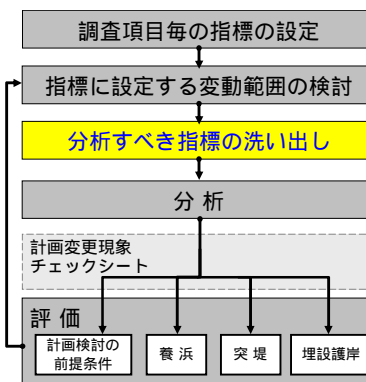 調査項目毎の指標の設定
指標に設定する変動範囲の検討
分析すべき指標の洗い出し
分 析
計画変更現象
チェックシート
評 価
計画検討の
前提条件
養 浜
突 堤
埋設護岸